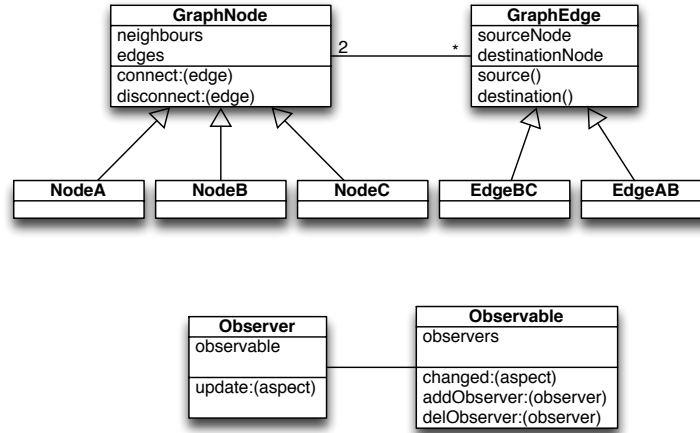 GraphNode
neighbours
edges
connect:(edge)
disconnect:(edge)
2
*
GraphEdge
sourceNode
destinationNode
source()
destination()
NodeA
NodeB
NodeC
EdgeBC
EdgeAB
Observer
observable
update:(aspect)
Observable
observers
changed:(aspect)
addObserver:(observer)
delObserver:(observer)